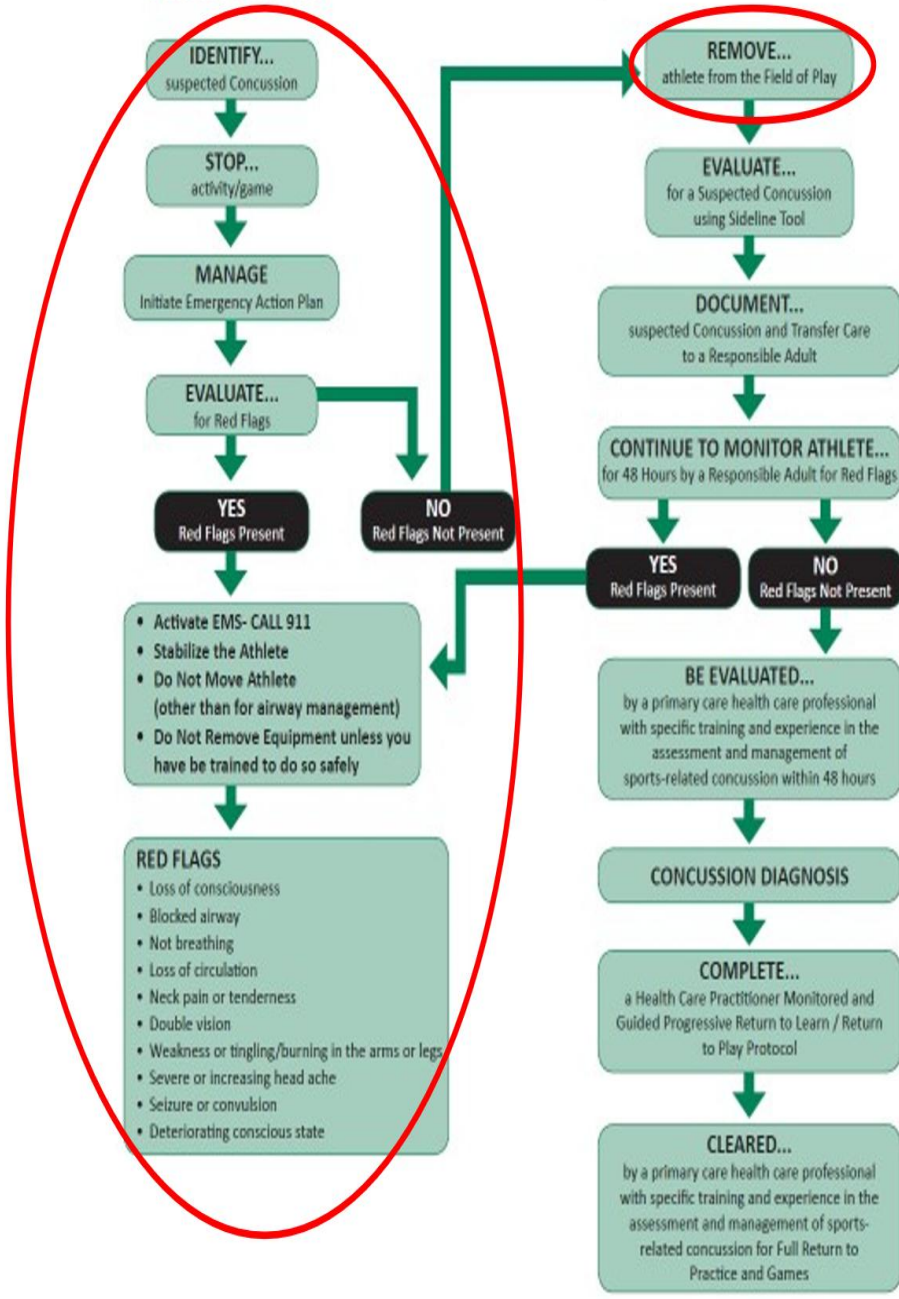 IDENTIFY...
suspected Concussion
STOP...
activity/game
MANAGE
Initiate Emergency Action Plan
EVALUATE...
for Red Flags
YES
Red Flags Present
NO
Red Flags Not Present
• Activate EMS- CALL 911
• Stabilize the Athlete
• Do Not Move Athlete
(other than for airway management)
• Do Not Remove Equipment unless you
have be trained to do so safely
RED FLAGS
• Loss of consciousness
• Blocked airway
• Not breathing
• Loss of circulation
• Neck pain or tenderness
• Double vision
• Weakness or tingling/burning in the arms or legs
• Severe or increasing head ache
• Seizure or convulsion
• Deteriorating conscious state
REMOVE...
athlete from the Field of Play
EVALUATE...
for a Suspected Concussion
using Sideline Tool
DOCUMENT...
suspected Concussion and Transfer Care
to a Responsible Adult
CONTINUE TO MONITOR ATHLETE...
for 48 Hours by a Responsible Adult for Red Flags
YES
Red Flags Present
NO
Red Flags Not Present
BE EVALUATED...
by a primary care health care professional
with specific training and experience in the
assessment and management of
sports-related concussion within 48 hours
CONCUSSION DIAGNOSIS
COMPLETE...
a Health Care Practitioner Monitored and
Guided Progressive Return to Learn / Return
to Play Protocol
CLEARED...
by a primary care health care professional
with specific training and experience in the
assessment and management of sports-
related concussion for Full Return to
Practice and Games